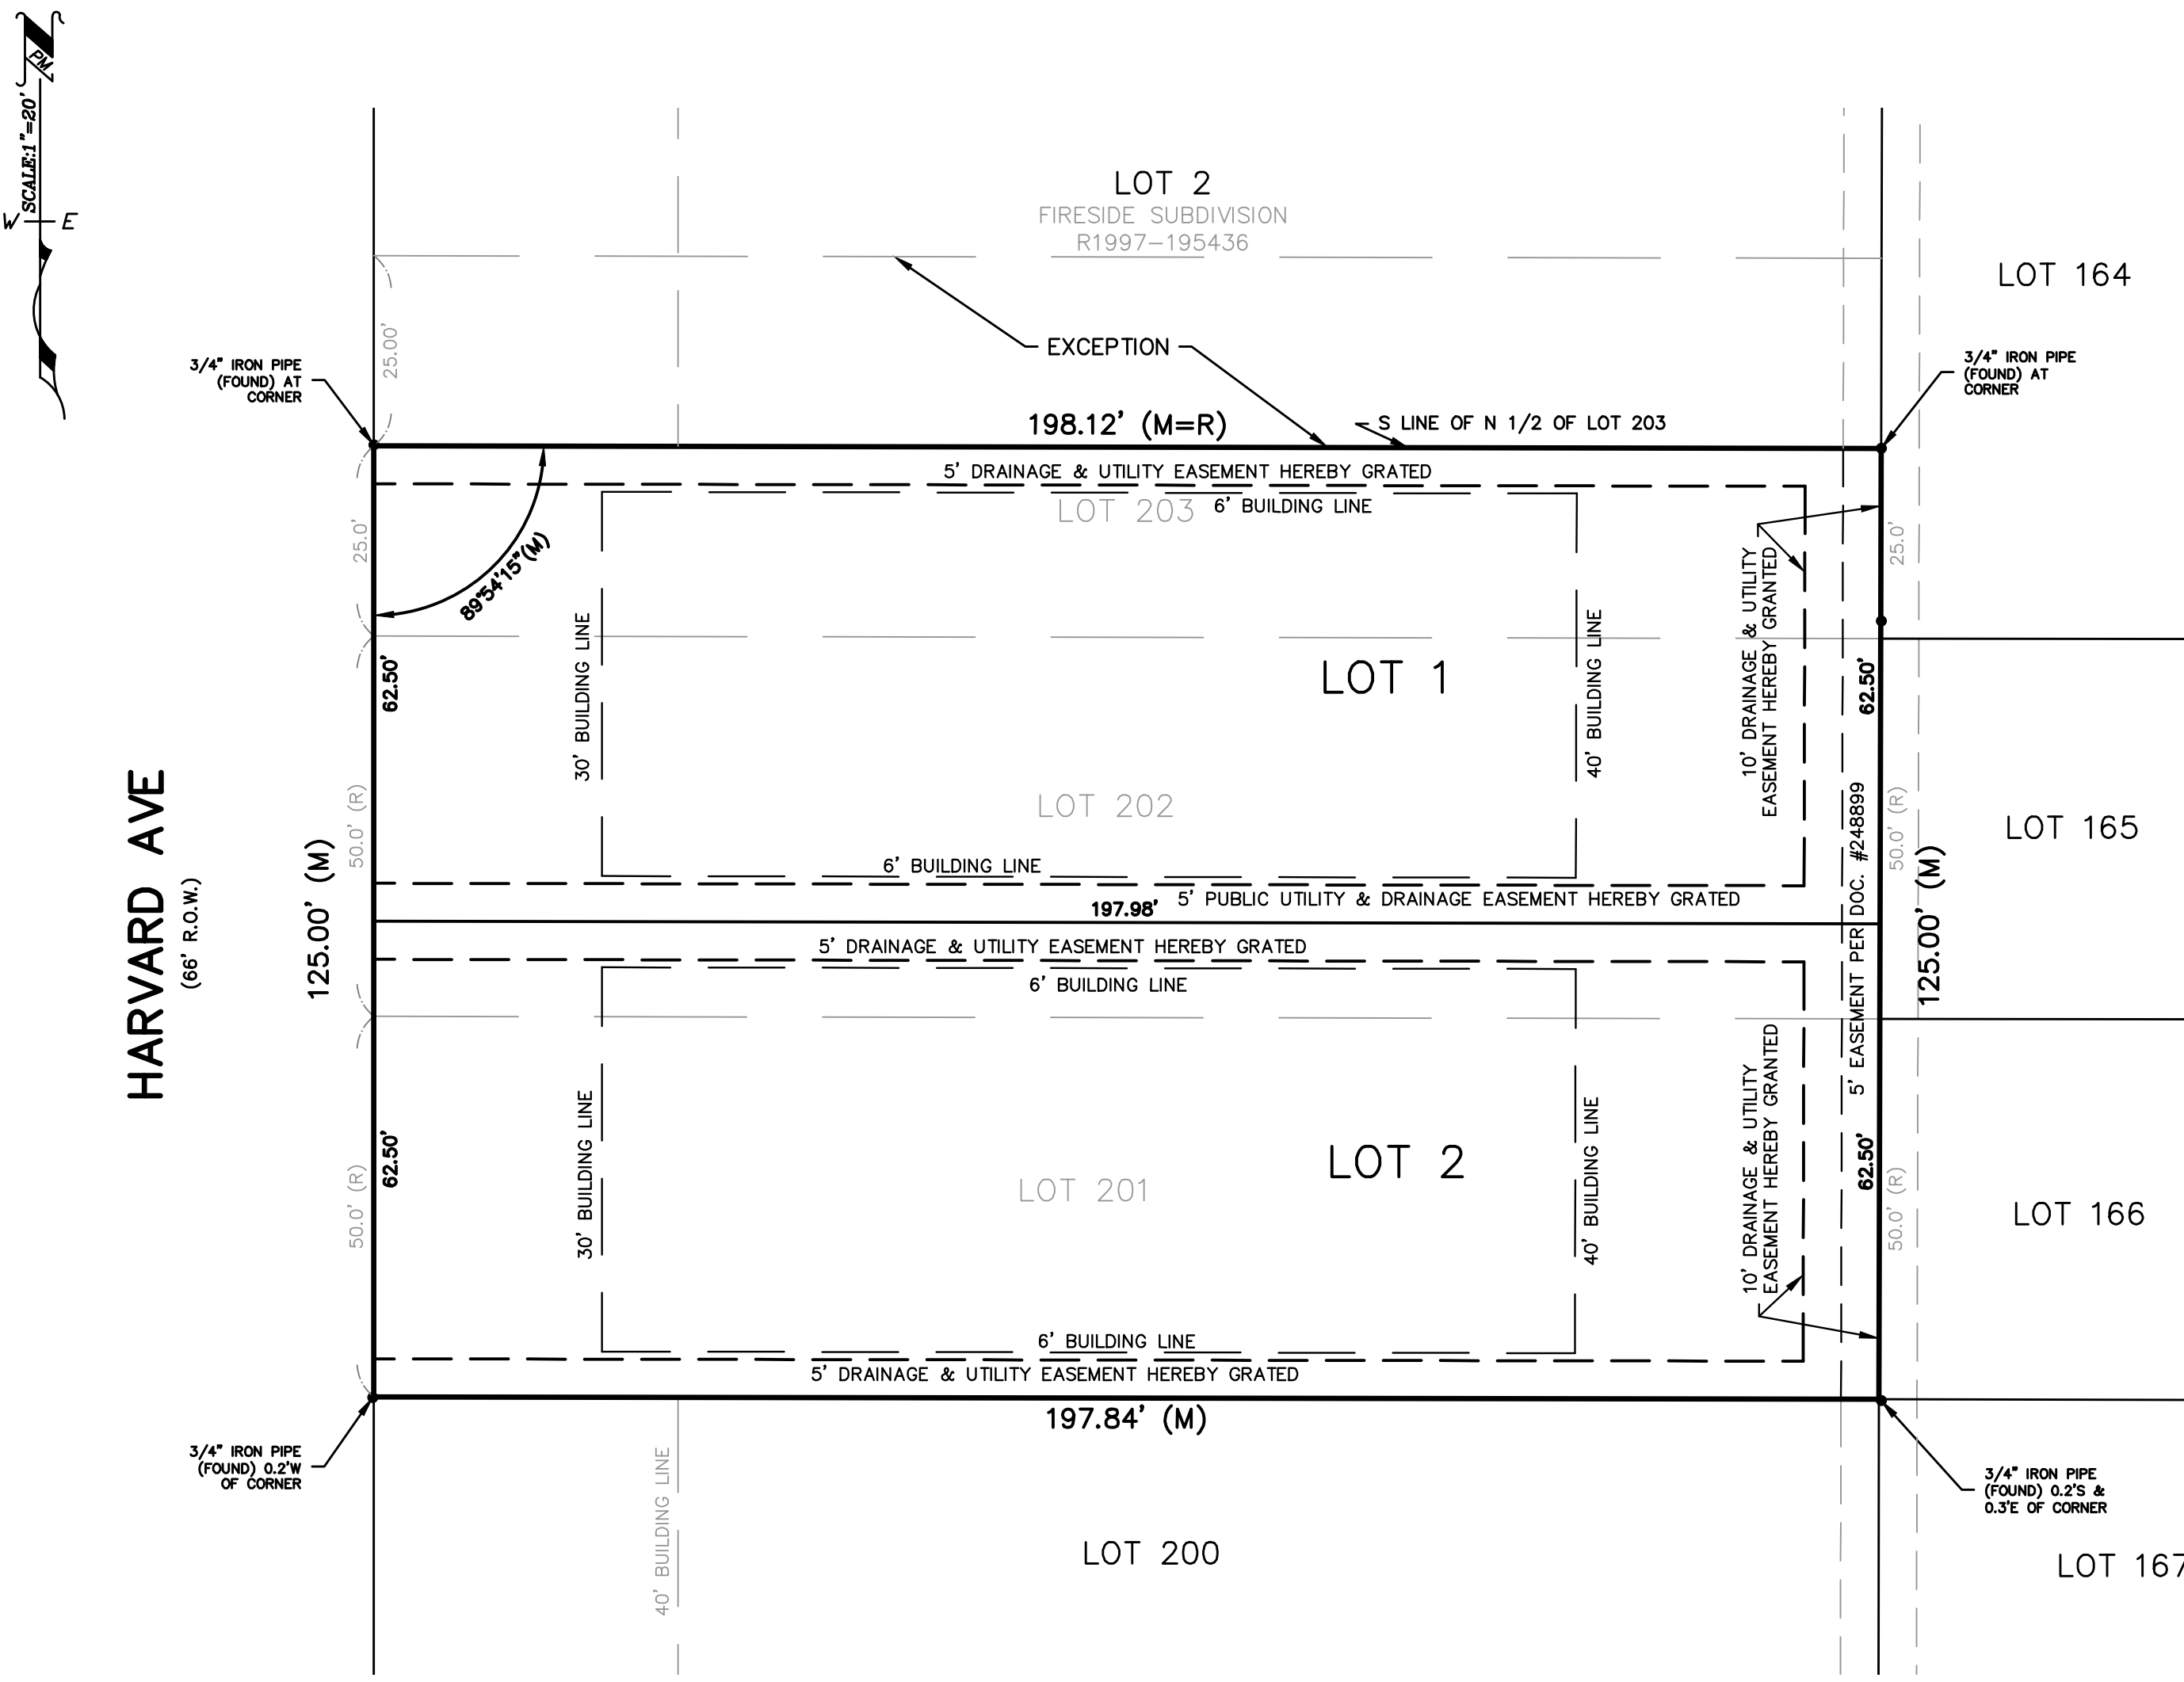 PM
SCALE:1"=20'
W E
LOT 2
FIRESIDE SUBDIVISION
R1997-195436
LOT 164
25.00'
EXCEPTION
3/4" IRON PIPE
(FOUND) AT
CORNER
3/4" IRON PIPE
(FOUND) AT
CORNER
198.12' (M=R)
S LINE OF N 1/2 OF LOT 203
5' DRAINAGE & UTILITY EASEMENT HEREBY GRATED
LOT 203
6' BUILDING LINE
25.0'
89°54'15"(M)
10' DRAINAGE & UTILITY
EASEMENT HEREBY GRANTED
25.0'
30' BUILDING LINE
40' BUILDING LINE
62.50'
LOT 1
62.50'
HARVARD AVE
(66' R.O.W.)
125.00' (M)
50.0' (R)
LOT 202
5' EASEMENT PER DOC. #248899
50.0' (R)
125.00' (M)
LOT 165
6' BUILDING LINE
197.98'
5' PUBLIC UTILITY & DRAINAGE EASEMENT HEREBY GRATED
5' DRAINAGE & UTILITY EASEMENT HEREBY GRATED
6' BUILDING LINE
62.50'
50.0' (R)
30' BUILDING LINE
LOT 201
LOT 2
40' BUILDING LINE
10' DRAINAGE & UTILITY
EASEMENT HEREBY GRANTED
62.50'
50.0' (R)
LOT 166
6' BUILDING LINE
5' DRAINAGE & UTILITY EASEMENT HEREBY GRATED
197.84' (M)
3/4" IRON PIPE
(FOUND) 0.2'W
OF CORNER
40' BUILDING LINE
3/4" IRON PIPE
(FOUND) 0.2'S &
0.3'E OF CORNER
LOT 200
LOT 167